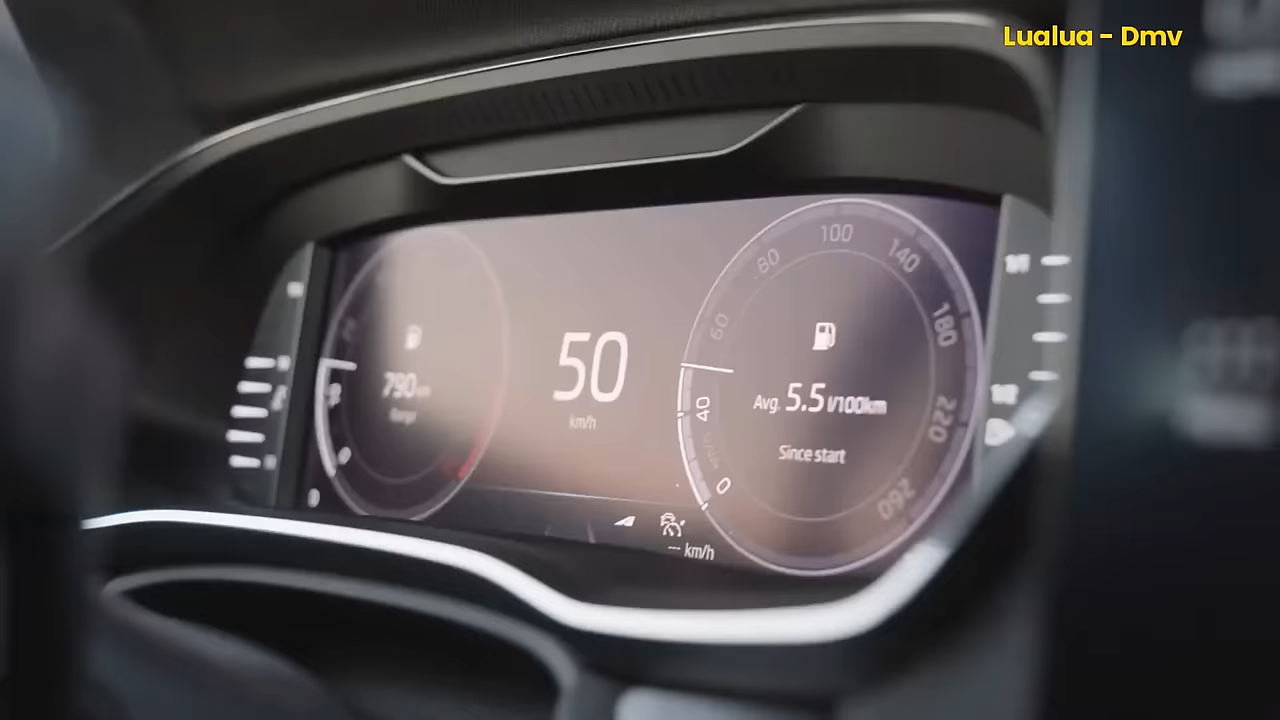 Lualua - Dmv
100
80
140
60
180
790
Range
50
km/h
Avg. 5.5 l/100km
40
220
Since start
0
260
--- km/h